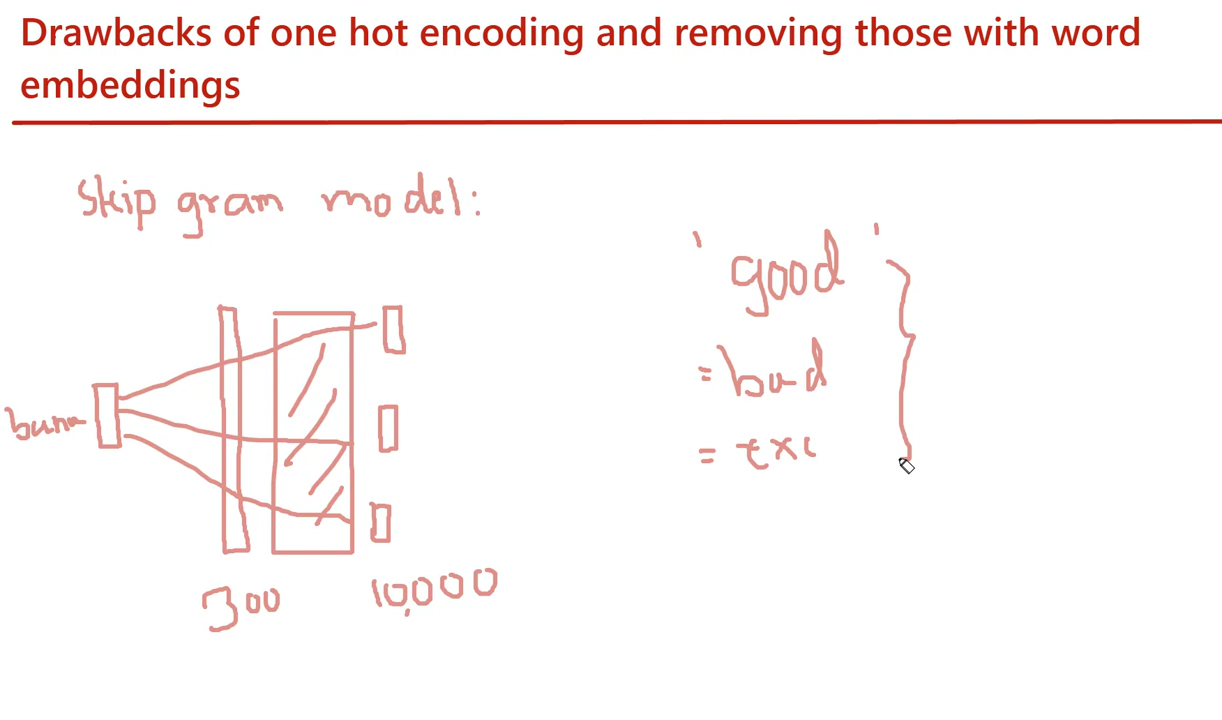 Drawbacks of one hot encoding and removing those with word
embeddings
Skip gram model:
'good'
= bad
= exc
300
10,000